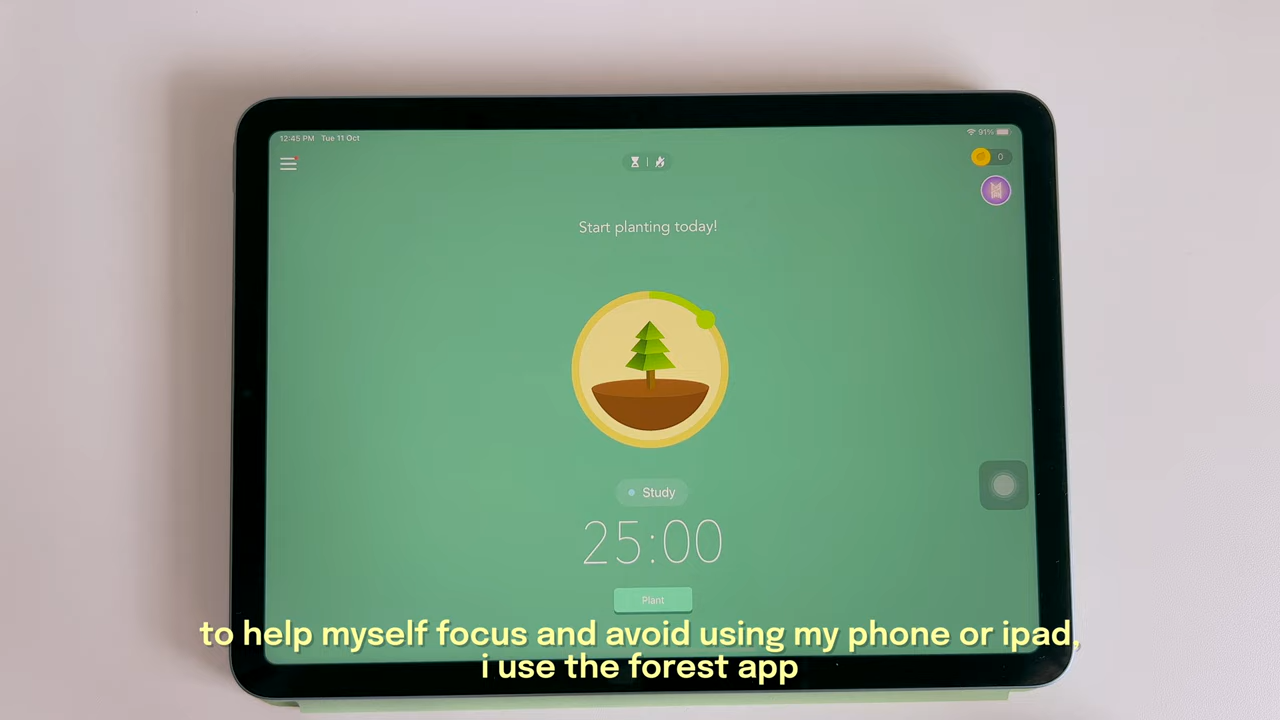 12:45 PM Tue 11 Oct
91%
0
Start planting today!
Study
25:00
Plant
to help myself focus and avoid using my phone or ipad,
i use the forest app